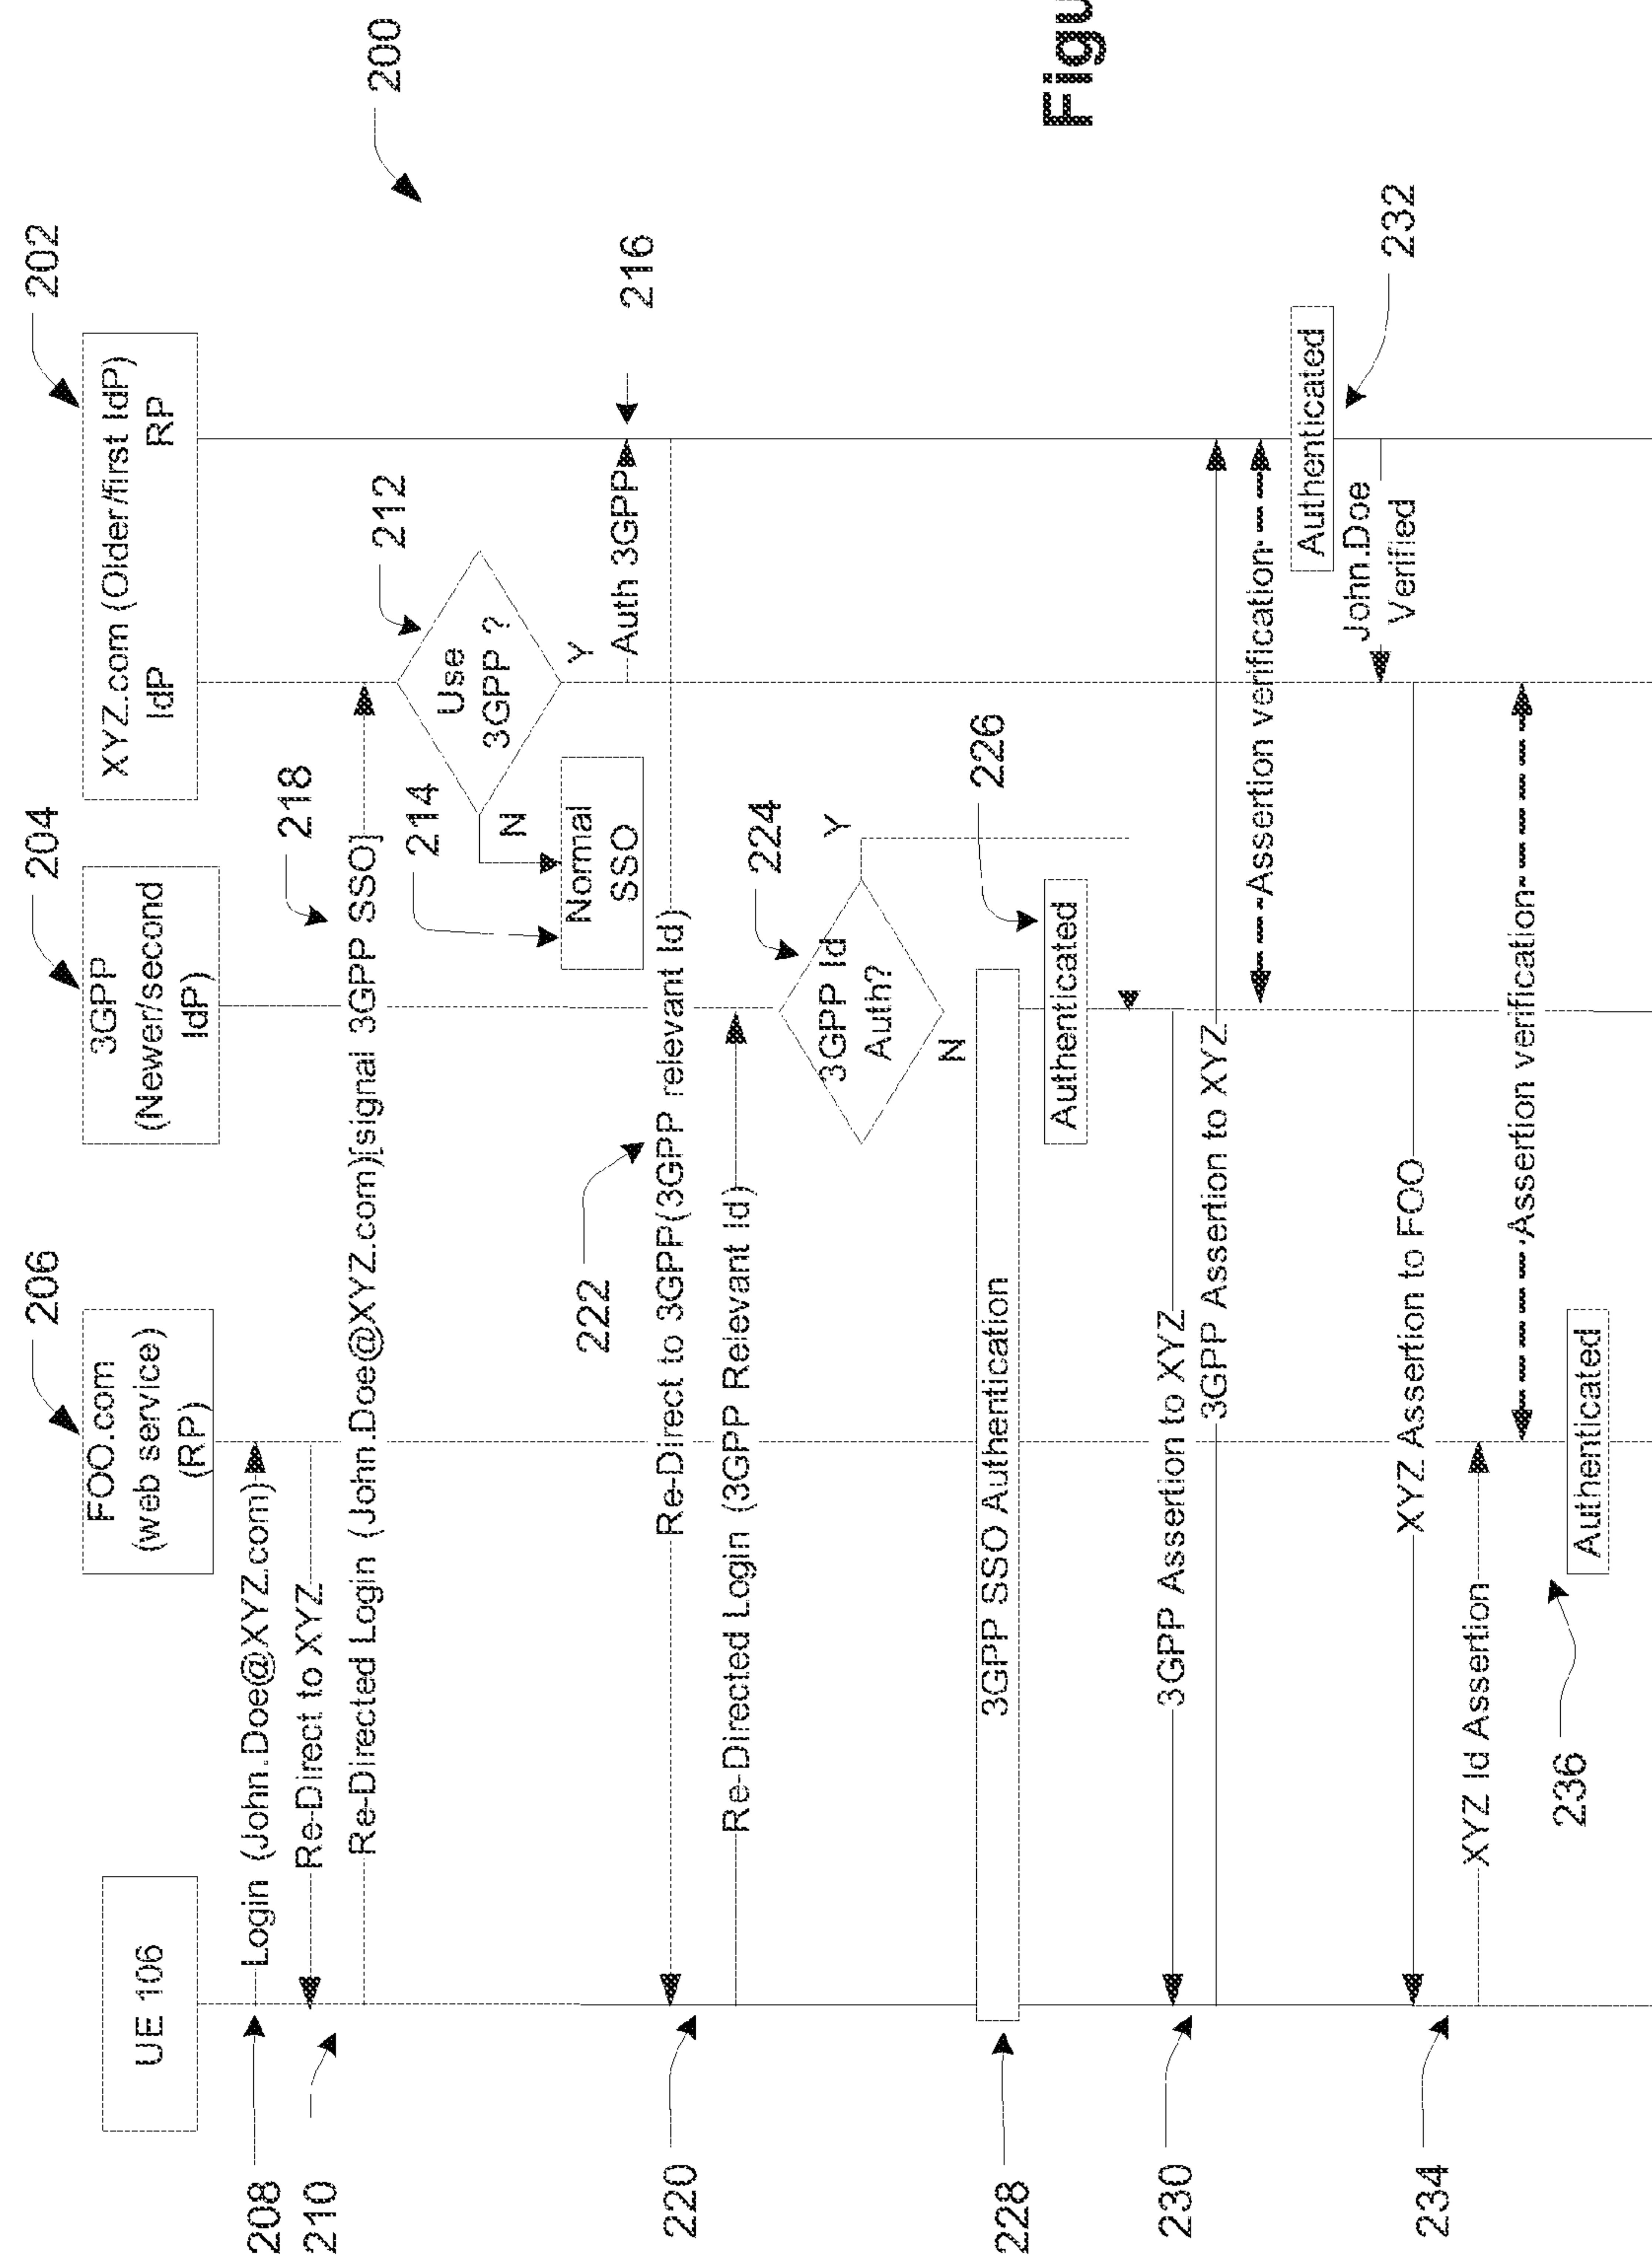 200
202
204
206
UE 106
FOO.com
(web service)
(RP)
3GPP
(Newer/second
IdP)
XYZ.com (Older/first IdP)
IdP
RP
208
Login (John.Doe@XYZ.com)
210
Re-Direct to XYZ
218
Re-Directed Login (John.Doe@XYZ.com)[signal 3GPP SSO]
212
Use
3GPP ?
N
Y
214
Normal
SSO
Auth 3GPP
216
220
222
Re-Direct to 3GPP(3GPP relevant Id)
Re-Directed Login (3GPP Relevant Id)
224
3GPP Id
Auth?
Y
N
228
3GPP SSO Authentication
226
Authenticated
230
3GPP Assertion to XYZ
3GPP Assertion to XYZ
Assertion verification
Authenticated
232
John.Doe
Verified
234
XYZ Assertion to FOO
XYZ Id Assertion
Assertion verification
Authenticated
236